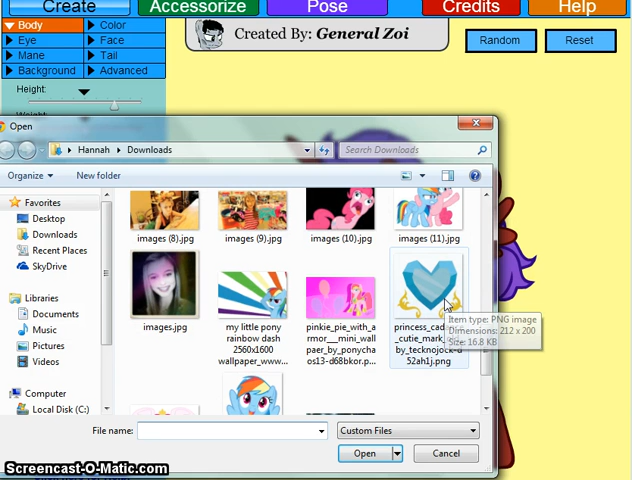 Create
Accessorize
Pose
Credits
Help
Body
Color
Eye
Face
Mane
Tail
Background
Advanced
Height:
Created By: General Zoi
Random
Reset
Open
Hannah
Downloads
Search Downloads
Organize
New folder
Favorites
Desktop
Downloads
Recent Places
SkyDrive
Libraries
Documents
Music
Pictures
Videos
Computer
Local Disk (C:)
images (8).jpg
images (9).jpg
images (10).jpg
images (11).jpg
images.jpg
my little pony
rainbow dash
2560x1600
wallpaper_www...
pinkie_pie_with_a
rmor___mini_wall
paper_by_ponychao
s13-d68bkor.p...
princess_cad
_cutie_mark_
by_tecknojock-d
52ah1j.png
Item type: PNG image
Dimensions: 212 x 200
Size: 16.8 KB
File name:
Custom Files
Open
Cancel
Screencast-O-Matic.com